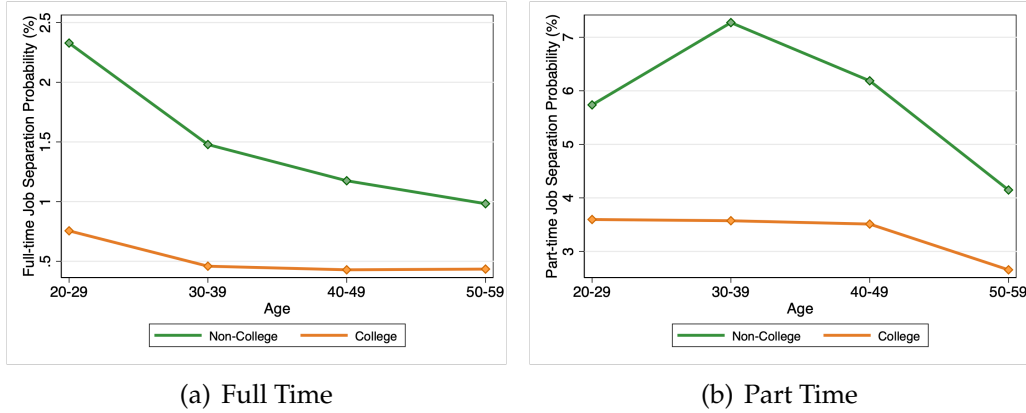 Full-time Job Separation Probability (%)
2.5
2
1.5
1
.5
20-29 30-39 40-49 50-59
Age
Non-College College
(a) Full Time
Part-time Job Separation Probability (%)
7
6
5
4
3
20-29 30-39 40-49 50-59
Age
Non-College College
(b) Part Time